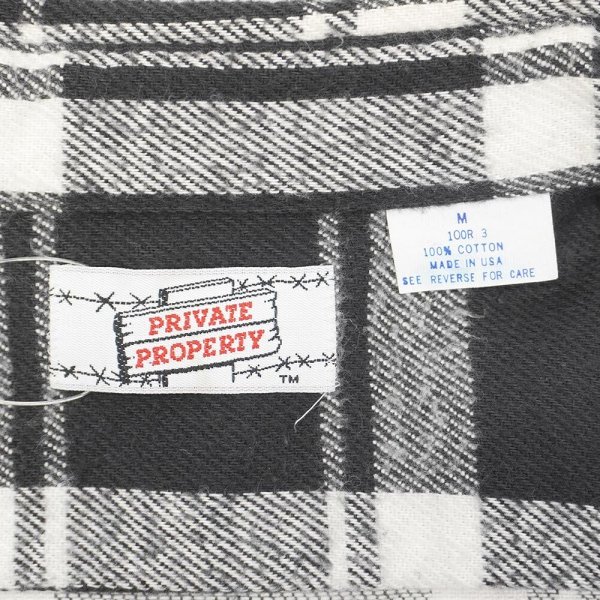 PRIVATE
PROPERTY
TM
M
100R 3
100% COTTON
MADE IN USA
SEE REVERSE FOR CARE